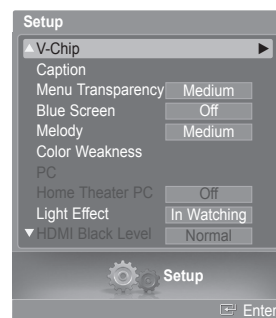 Setup
▲V-Chip ►
Caption
Menu Transparency Medium
Blue Screen Off
Melody Medium
Color Weakness
PC
Home Theater PC Off
Light Effect In Watching
▼HDMI Black Level Normal
Setup
Enter